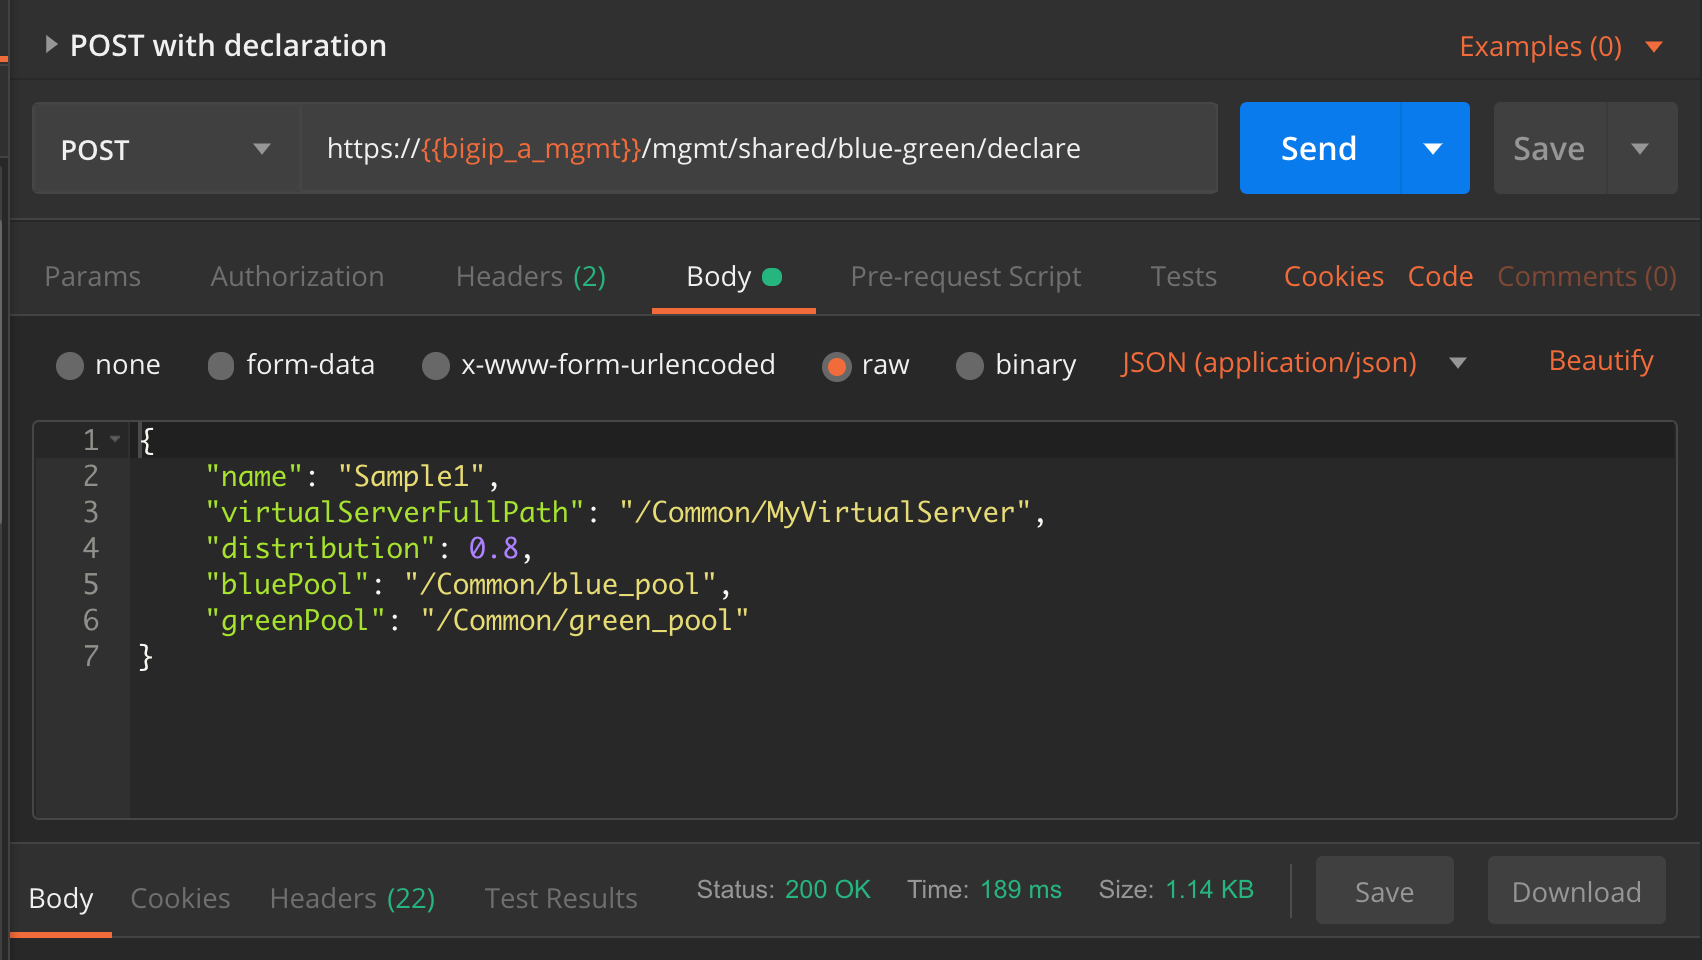 POST with declaration
Examples (0)
POST
https://{{bigip_a_mgmt}}/mgmt/shared/blue-green/declare
Send
Save
Params Authorization Headers (2) Body Pre-request Script Tests Cookies Code Comments (0)
none form-data x-www-form-urlencoded raw binary JSON (application/json) Beautify
1 {
2 "name": "Sample1",
3 "virtualServerFullPath": "/Common/MyVirtualServer",
4 "distribution": 0.8,
5 "bluePool": "/Common/blue_pool",
6 "greenPool": "/Common/green_pool"
7 }
Body Cookies Headers (22) Test Results Status: 200 OK Time: 189 ms Size: 1.14 KB Save Download